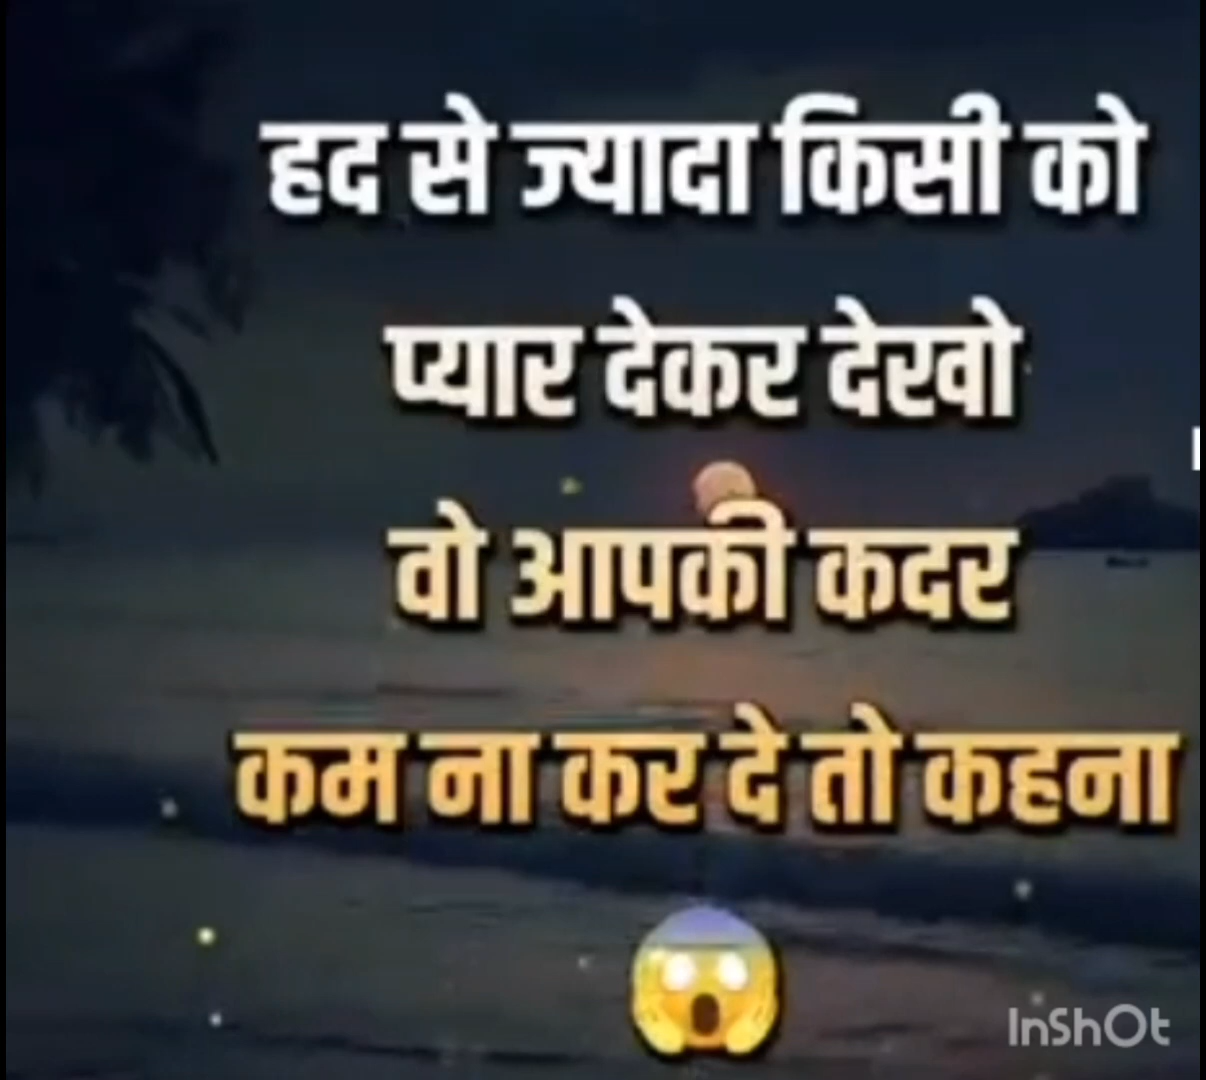 हद से ज्यादा किसी को
प्यार देकर देखो
वो आपकी कदर
कम ना कर दे तो कहना
InShOt